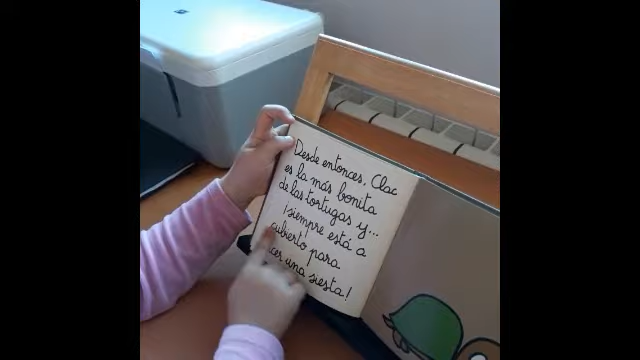 Desde entonces, Clac
es la más bonita
de las tortugas y...
¡siempre está a
cubierto para
una siesta!